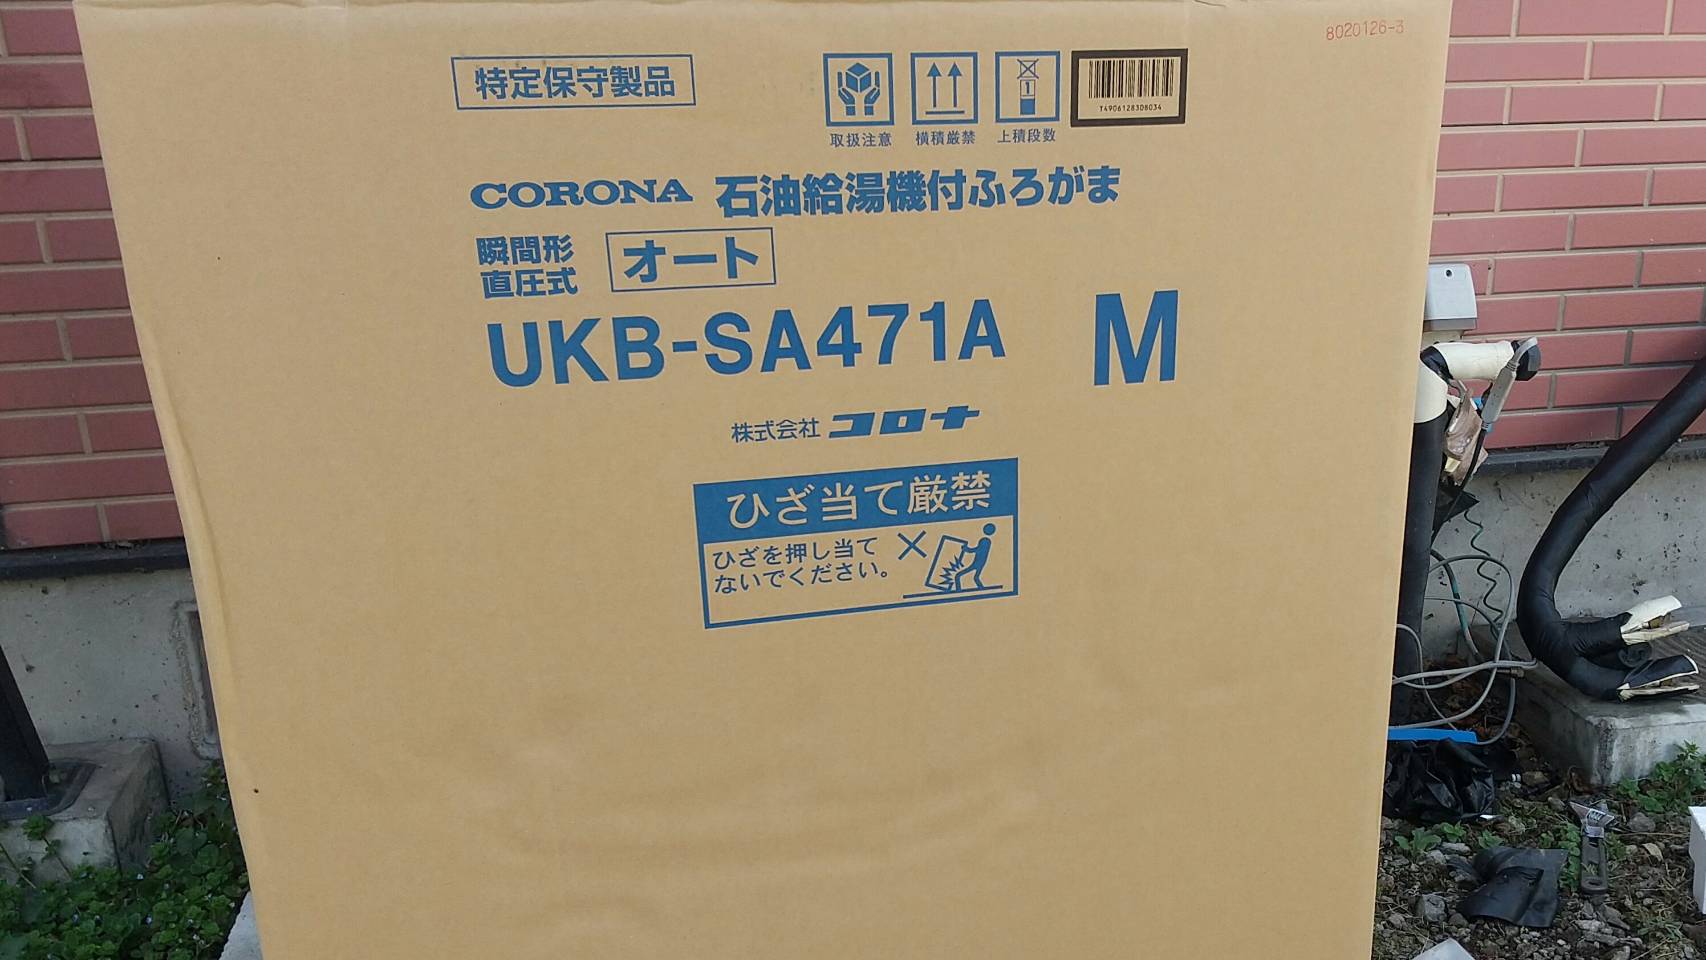 8020126-3
特定保守製品
取扱注意
横積厳禁
1
上積段数
T4906128308034
CORONA 石油給湯機付ふろがま
瞬間形
直圧式
オート
UKB-SA471A M
株式会社 コロナ
ひざ当て厳禁
ひざを押し当て
ないでください。